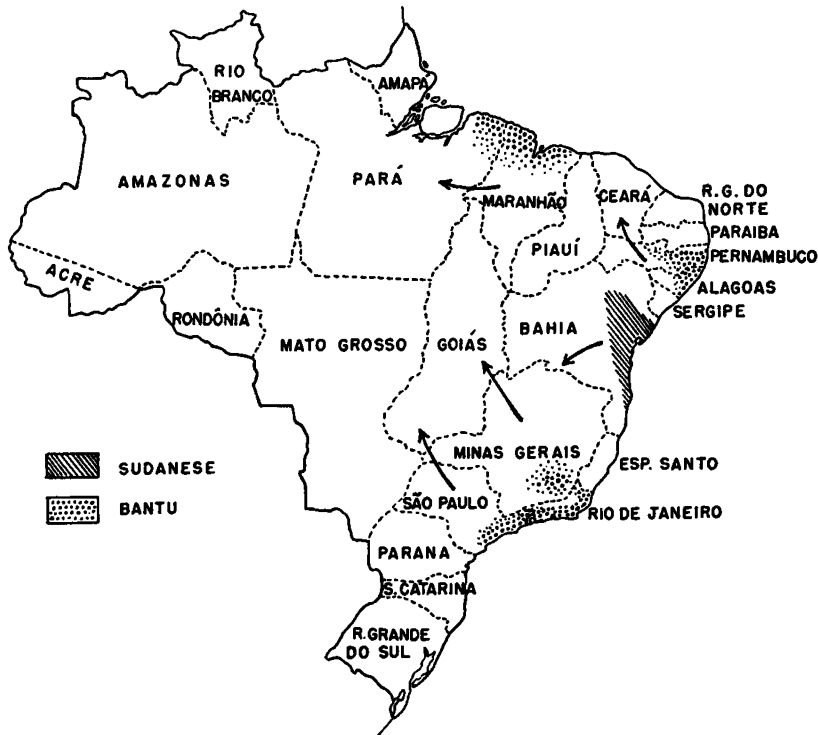 RIO
BRANCO
AMAPA
AMAZONAS
PARÁ
MARANHÃO
CEARÁ
R.G. DO
NORTE
PARAIBA
PERNAMBUCO
PIAUÍ
ALAGOAS
SERGIPE
ACRE
RONDÔNIA
MATO GROSSO
GOIÁS
BAHIA
MINAS GERAIS
ESP. SANTO
SUDANESE
BANTU
SÃO PAULO
RIO DE JANEIRO
PARANA
S. CATARINA
R. GRANDE
DO SUL